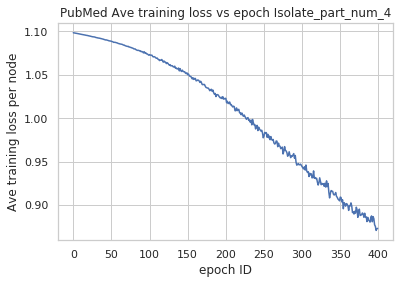 PubMed Ave training loss vs epoch Isolate_part_num_4
Ave training loss per node
1.10
1.05
1.00
0.95
0.90
0 50 100 150 200 250 300 350 400
epoch ID